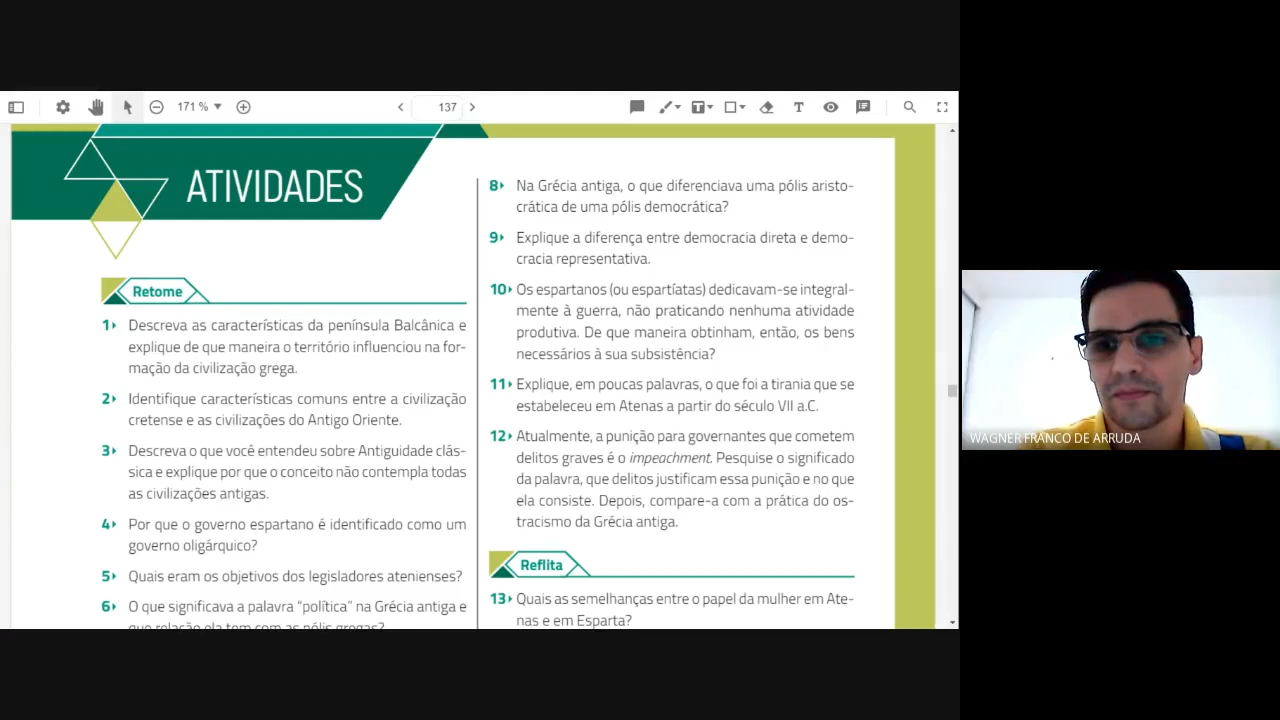 171 %
137
ATIVIDADES
Retome
1 Descreva as características da península Balcânica e
explique de que maneira o território influenciou na for-
mação da civilização grega.
2 Identifique características comuns entre a civilização
cretense e as civilizações do Antigo Oriente.
3 Descreva o que você entendeu sobre Antiguidade clás-
sica e explique por que o conceito não contempla todas
as civilizações antigas.
4 Por que o governo espartano é identificado como um
governo oligárquico?
5 Quais eram os objetivos dos legisladores atenienses?
6 O que significava a palavra “política” na Grécia antiga e
que relação ela tem com as pólis gregas?
8 Na Grécia antiga, o que diferenciava uma pólis aristo-
crática de uma pólis democrática?
9 Explique a diferença entre democracia direta e demo-
cracia representativa.
10 Os espartanos (ou espartíatas) dedicavam-se integral-
mente à guerra, não praticando nenhuma atividade
produtiva. De que maneira obtinham, então, os bens
necessários à sua subsistência?
11 Explique, em poucas palavras, o que foi a tirania que se
estabeleceu em Atenas a partir do século VII a.C.
12 Atualmente, a punição para governantes que cometem
delitos graves é o impeachment. Pesquise o significado
da palavra, que delitos justificam essa punição e no que
ela consiste. Depois, compare-a com a prática do os-
tracismo da Grécia antiga.
Reflita
13 Quais as semelhanças entre o papel da mulher em Ate-
nas e em Esparta?
WAGNER FRANCO DE ARRUDA